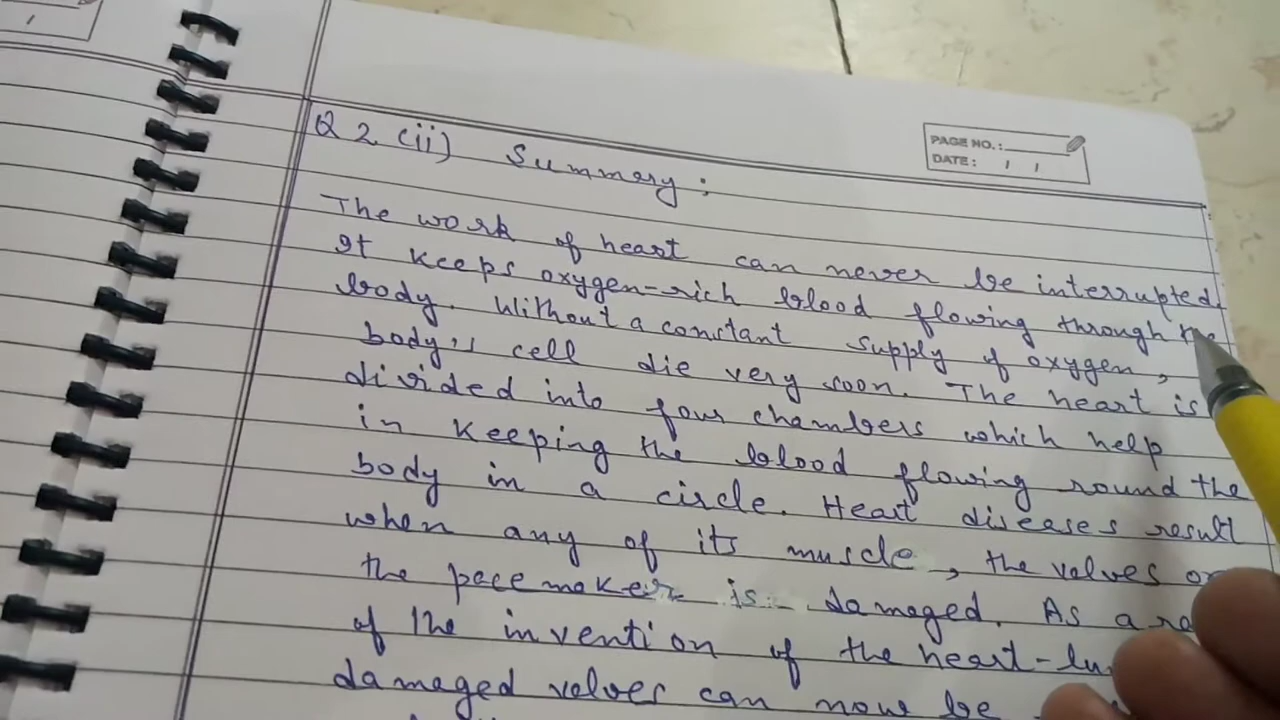 PAGE NO.:
DATE: / /
Q 2 (ii) Summary:
The work of heart can never be interrupted.
It keeps oxygen-rich blood flowing through the
body. Without a constant supply of oxygen,
body's cell die very soon. The heart is
divided into four chambers which help
in keeping the blood flowing round the
body in a circle. Heart diseases result
when any of its muscle, the valves or
the pacemaker is damaged. As a
of the invention of the heart-
damaged valves can now be